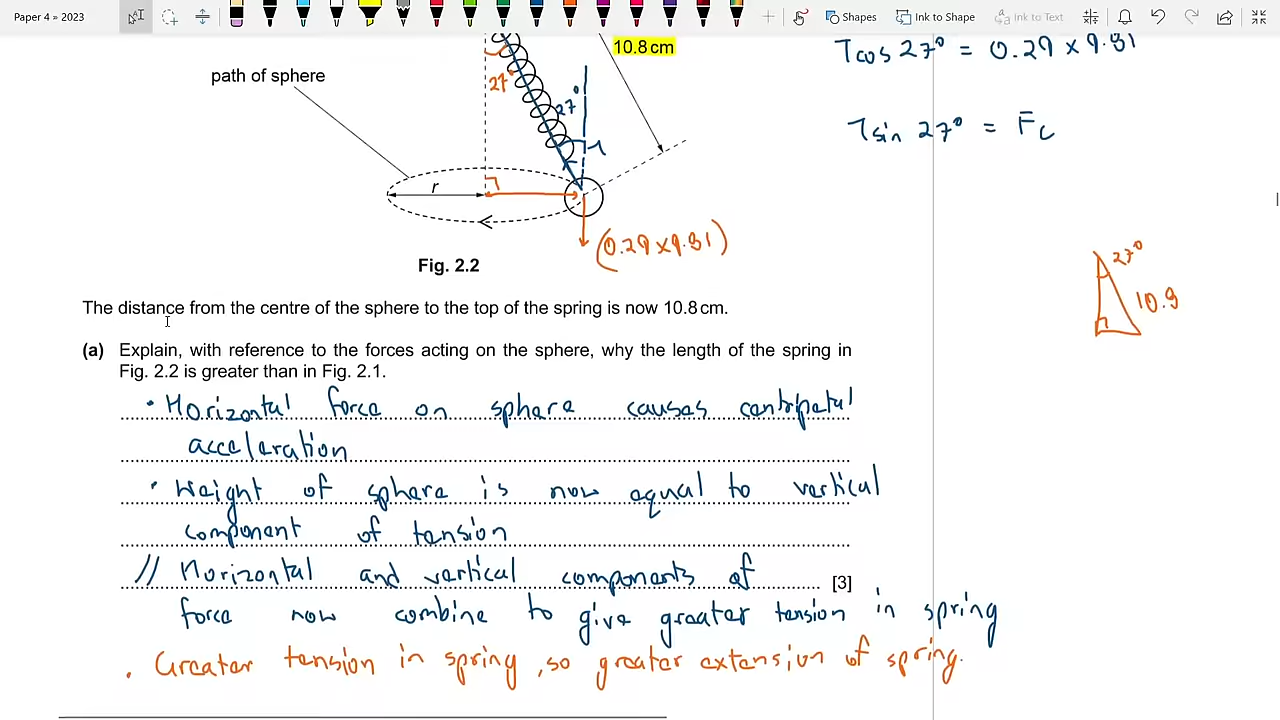 Paper 4 » 2023
Shapes
Ink to Shape
Ink to Text
10.8 cm
Tcos 27° = 0.29 × 9.81
path of sphere
27°
27°
T
Tsin 27° = Fc
r
(0.29×9.81)
27°
10.8
Fig. 2.2
The distance from the centre of the sphere to the top of the spring is now 10.8 cm.
(a) Explain, with reference to the forces acting on the sphere, why the length of the spring in
Fig. 2.2 is greater than in Fig. 2.1.
• Horizontal force on sphere causes centripetal
acceleration
• Weight of sphere is now equal to vertical
component of tension
// Horizontal and vertical components of
[3]
force now combine to give greater tension in spring
• Greater tension in spring, so greater extension of spring.